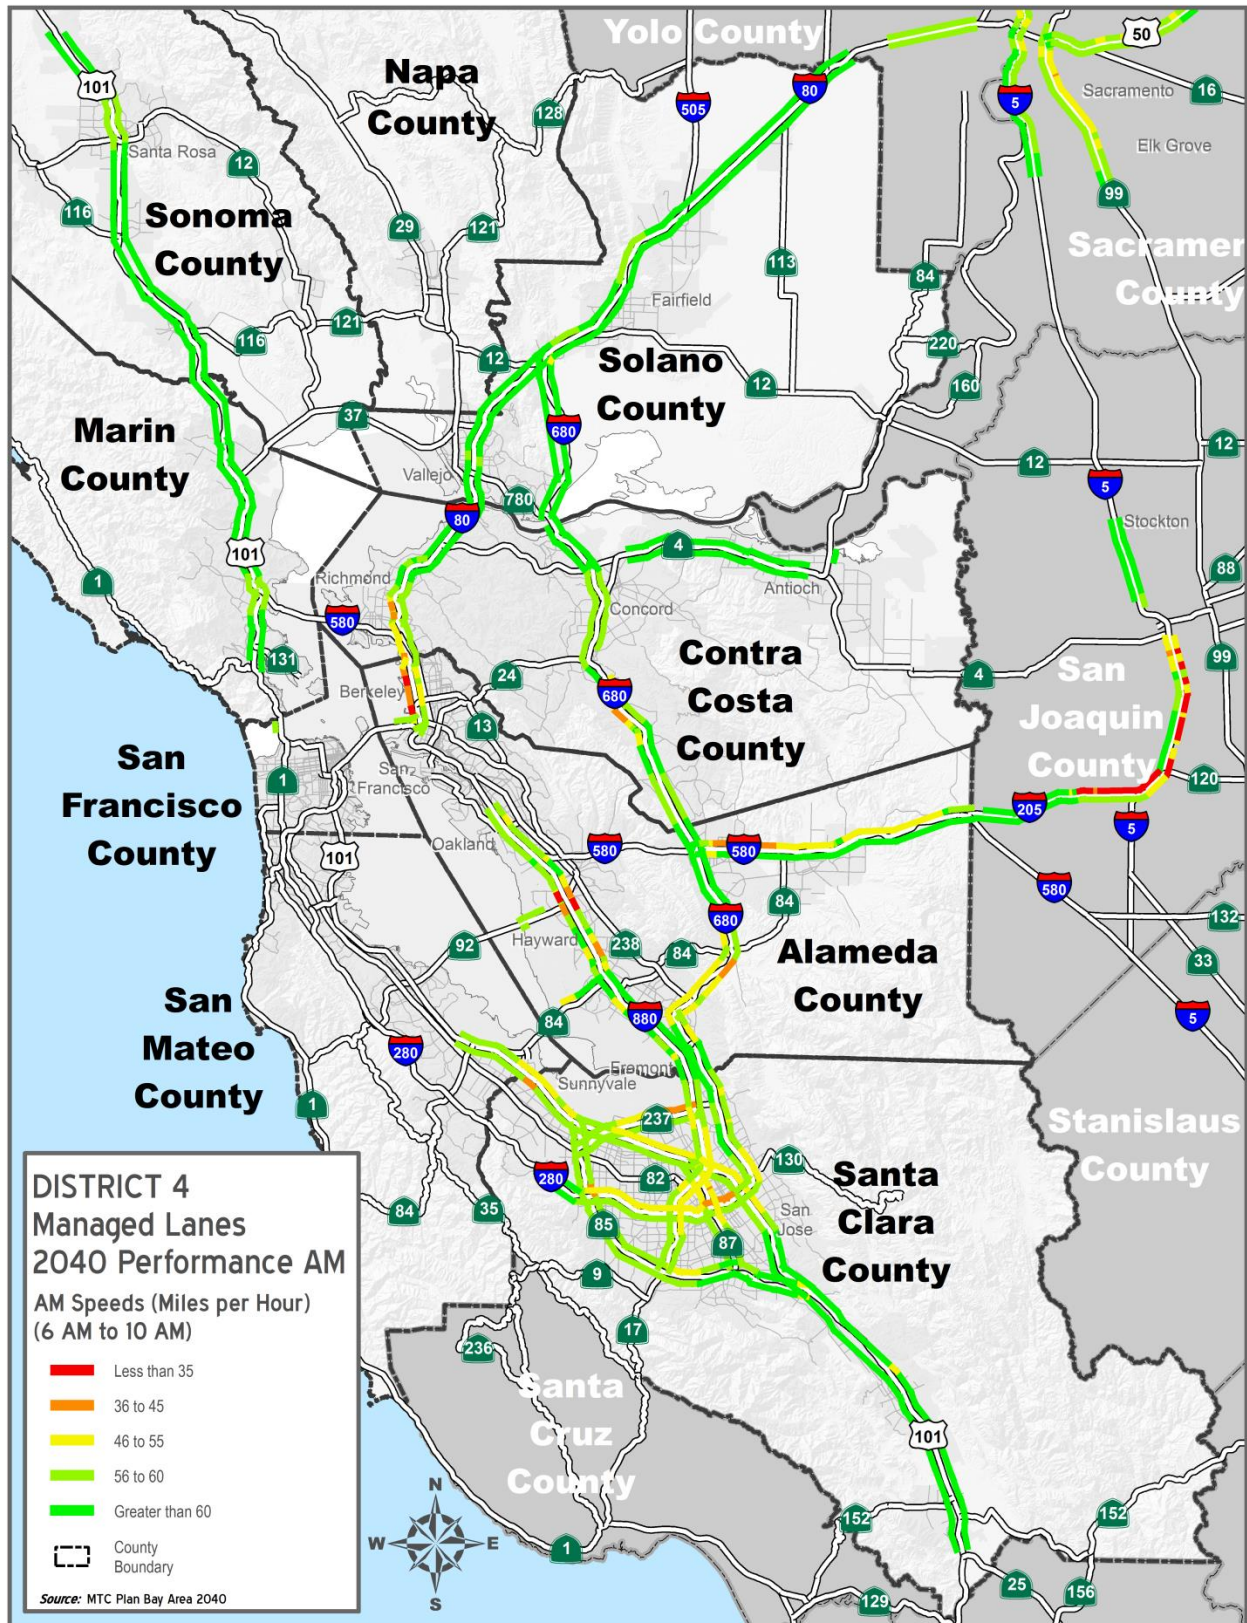 Yolo County
50
101
Napa
County
80
505
128
5
Sacramento
16
Santa Rosa
12
Elk Grove
99
116
Sonoma
County
29
121
113
Sacramen
County
84
Fairfield
116
121
12
Solano
County
220
12
160
37
Marin
County
680
12
12
Vallejo
780
5
80
Stockton
101
4
88
1
Richmond
580
Concord
Antioch
131
Contra
Costa
County
24
680
4
San
Joaquin
County
99
Berkeley
13
San
Francisco
County
1
San
Francisco
120
205
101
Oakland
580
580
5
580
84
680
132
92
Hayward
238
84
Alameda
County
33
San
Mateo
County
84
880
5
280
Sunnyvale
Fremont
1
237
Stanislaus
County
130
280
82
Santa
Clara
County
84
35
85
San
Jose
87
9
17
236
Santa
Cruz
County
101
152
152
1
25
156
129
DISTRICT 4
Managed Lanes
2040 Performance AM
AM Speeds (Miles per Hour)
(6 AM to 10 AM)
Less than 35
36 to 45
46 to 55
56 to 60
Greater than 60
County
Boundary
Source: MTC Plan Bay Area 2040
N
W E
S